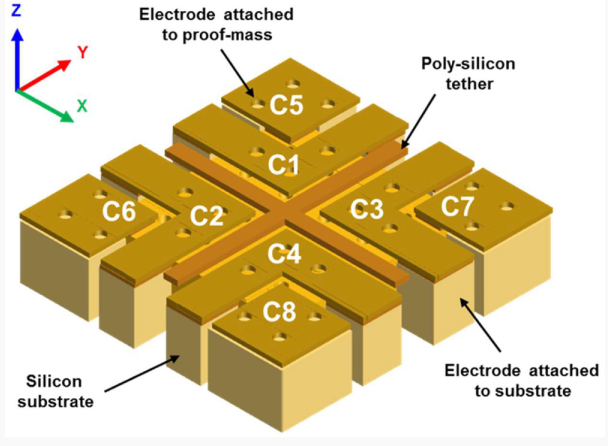 Z
Y
X
Electrode attached
to proof-mass
Poly-silicon
tether
C5
C1
C6
C2
C3
C7
C4
C8
Silicon
substrate
Electrode attached
to substrate